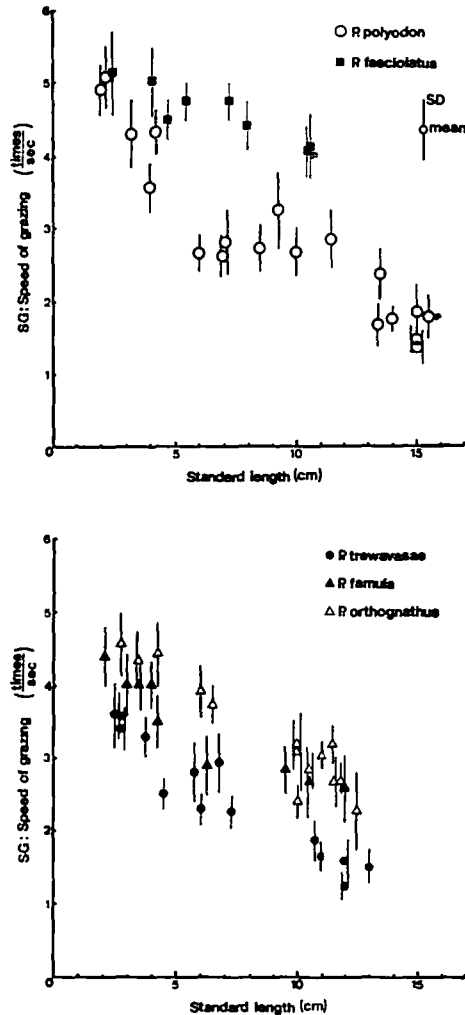 6
5
4
3
2
1
0
5
10
15
SG: Speed of grazing (times/sec)
Standard length (cm)
P. polyodon
P. fasciolatus
SD
mean
6
5
4
3
2
1
0
5
10
15
SG: Speed of grazing (times/sec)
Standard length (cm)
P. trewavasae
P. famula
P. orthognathus